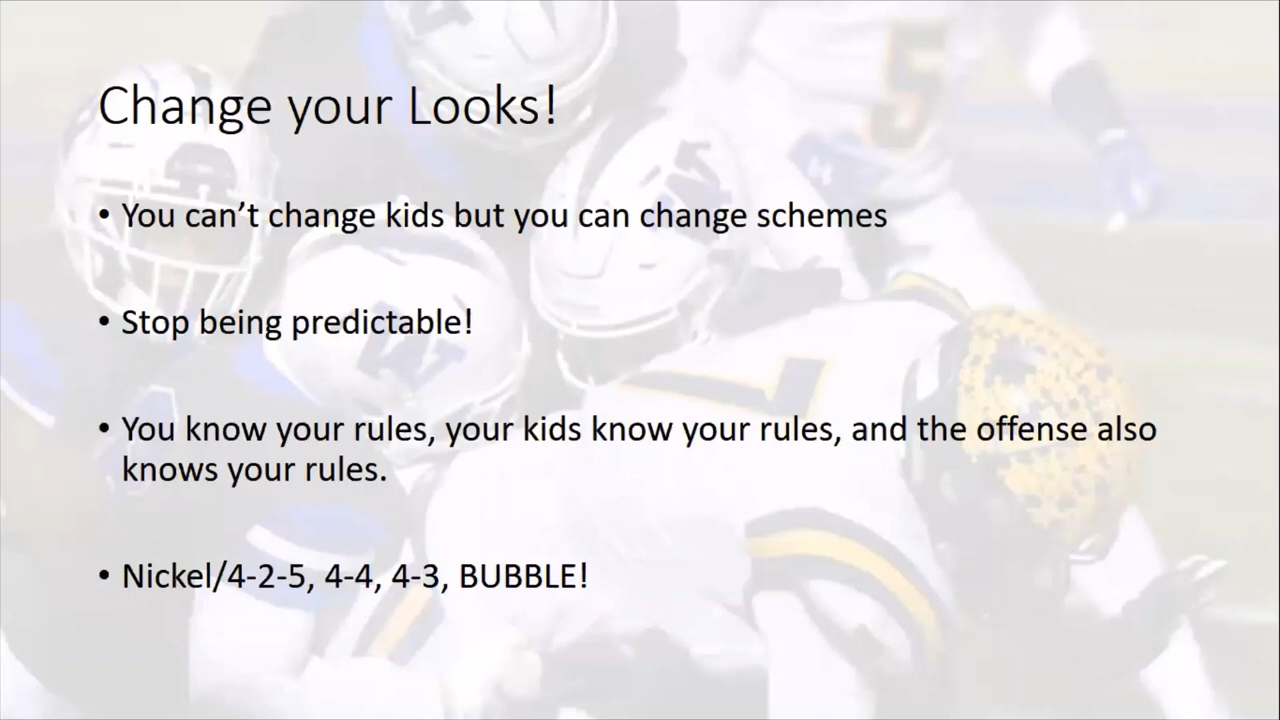 Change your Looks!
• You can’t change kids but you can change schemes
• Stop being predictable!
• You know your rules, your kids know your rules, and the offense also
knows your rules.
• Nickel/4-2-5, 4-4, 4-3, BUBBLE!
5